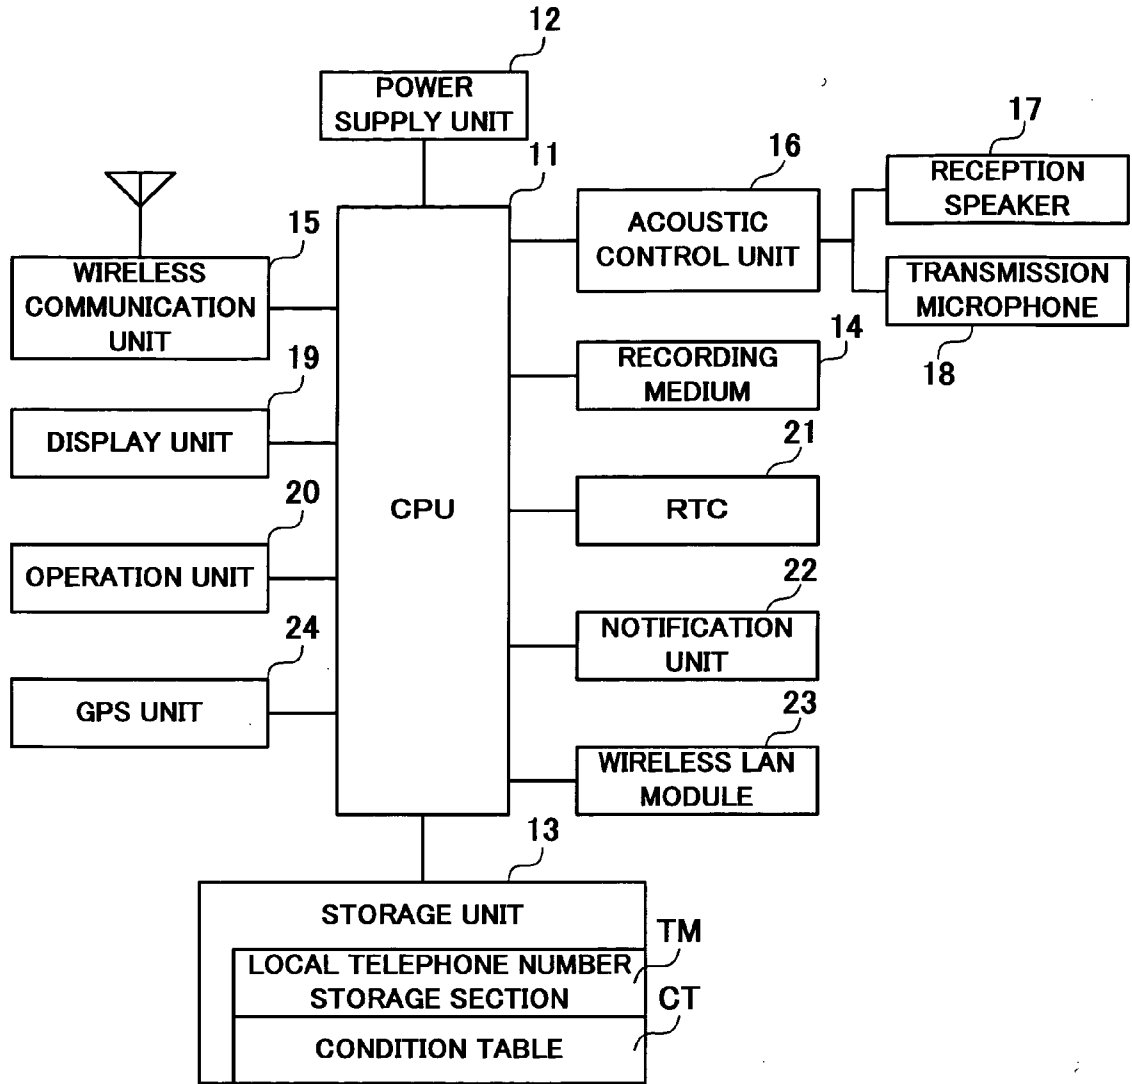 12
POWER
SUPPLY UNIT
11
16
17
RECEPTION
SPEAKER
ACOUSTIC
CONTROL UNIT
15
WIRELESS
COMMUNICATION
UNIT
TRANSMISSION
MICROPHONE
18
14
RECORDING
MEDIUM
19
DISPLAY UNIT
21
RTC
CPU
20
OPERATION UNIT
22
NOTIFICATION
UNIT
24
GPS UNIT
23
WIRELESS LAN
MODULE
13
STORAGE UNIT
TM
LOCAL TELEPHONE NUMBER
STORAGE SECTION
CT
CONDITION TABLE